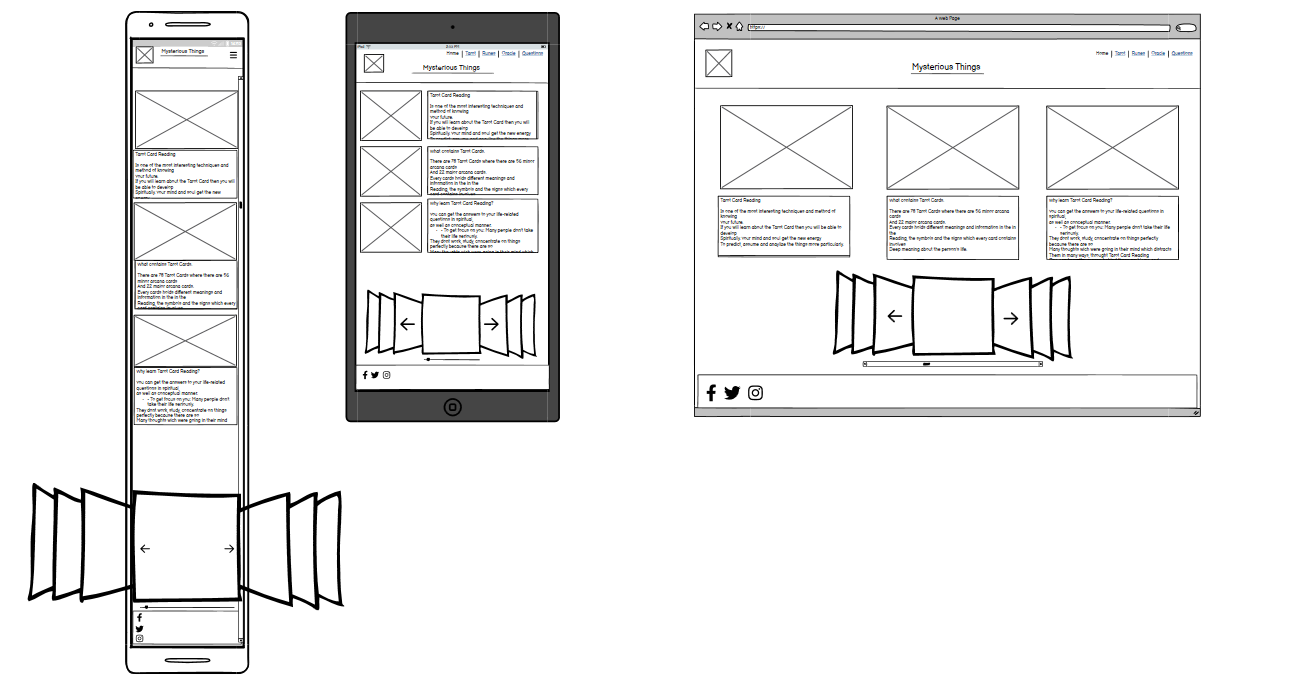 Mysterious Things
Tarot Card Reading
In one of the most interesting techniques and
method of knowing
your future.
If you will learn about the Tarot Card then you will
be able to develop
Spiritually, your mind and soul get the new
what contains Tarot Cards.
There are 78 Tarot Cards where there are 56
minor arcana cards
And 22 major arcana cards.
Every cards holds different meanings and
information in the in the
Reading, the symbols and the signs which every
why learn Tarot Card Reading?
you can get the answers to your life-related
questions in spiritual,
as well as conceptual manner.
- To get focus on you: Many people don't
take their life seriously.
They don't work, study, concentrate on things
perfectly because there are so
Many thoughts wich were going in their mind
iPad
Home | Tarot | Runes | Oracle | Questions
Mysterious Things
Tarot Card Reading
In one of the most interesting techniques and
method of knowing
your future.
If you will learn about the Tarot Card then you will
be able to develop
Spiritually, your mind and soul get the new energy
what contains Tarot Cards.
There are 78 Tarot Cards where there are 56 minor
arcana cards
And 22 major arcana cards.
Every cards holds different meanings and
information in the in the
Reading, the symbols and the signs which every
why learn Tarot Card Reading?
you can get the answers to your life-related
questions in spiritual,
as well as conceptual manner.
- To get focus on you: Many people don't take
their life seriously.
They don't work, study, concentrate on things
perfectly because there are so
A Web Page
https://
Home | Tarot | Runes | Oracle | Questions
Mysterious Things
Tarot Card Reading
In one of the most interesting techniques and method of
knowing
your future.
If you will learn about the Tarot Card then you will be able to
develop
Spiritually, your mind and soul get the new energy
To predict, assume and analyise the things more particularly.
what contains Tarot Cards.
There are 78 Tarot Cards where there are 56 minor arcana
cards
And 22 major arcana cards.
Every cards holds different meanings and information in the in
the
Reading, the symbols and the signs which every card contains
involves
Deep meaning about the person's life.
why learn Tarot Card Reading?
you can get the answers to your life-related questions in
spiritual,
as well as conceptual manner.
- To get focus on you: Many people don't take their life
seriously.
They don't work, study, concentrate on things perfectly
because there are so
Many thoughts wich were going in their mind which distracts
Them in many ways, throught Tarot Card Reading